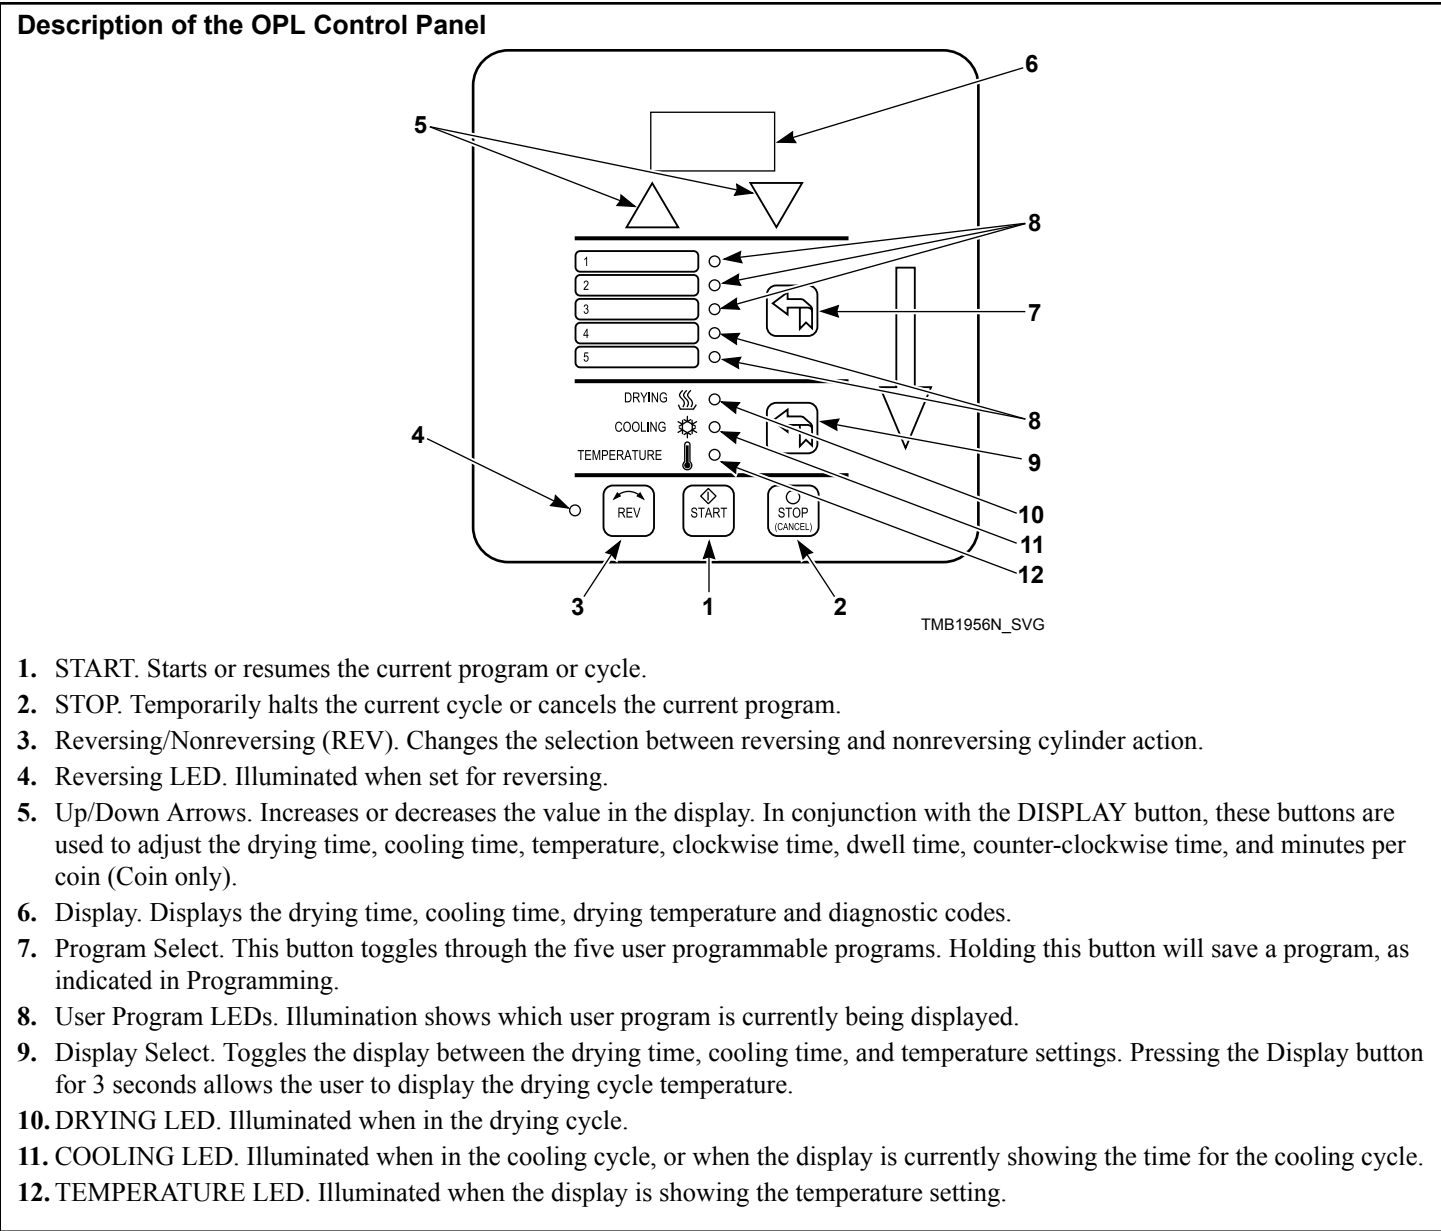 Description of the OPL Control Panel
6
5
8
1
2
3
7
4
5
DRYING
8
COOLING
4
TEMPERATURE
9
REV
START
STOP
(CANCEL)
10
11
12
3
1
2
TMB1956N_SVG
1. START. Starts or resumes the current program or cycle.
2. STOP. Temporarily halts the current cycle or cancels the current program.
3. Reversing/Nonreversing (REV). Changes the selection between reversing and nonreversing cylinder action.
4. Reversing LED. Illuminated when set for reversing.
5. Up/Down Arrows. Increases or decreases the value in the display. In conjunction with the DISPLAY button, these buttons are
used to adjust the drying time, cooling time, temperature, clockwise time, dwell time, counter-clockwise time, and minutes per
coin (Coin only).
6. Display. Displays the drying time, cooling time, drying temperature and diagnostic codes.
7. Program Select. This button toggles through the five user programmable programs. Holding this button will save a program, as
indicated in Programming.
8. User Program LEDs. Illumination shows which user program is currently being displayed.
9. Display Select. Toggles the display between the drying time, cooling time, and temperature settings. Pressing the Display button
for 3 seconds allows the user to display the drying cycle temperature.
10. DRYING LED. Illuminated when in the drying cycle.
11. COOLING LED. Illuminated when in the cooling cycle, or when the display is currently showing the time for the cooling cycle.
12. TEMPERATURE LED. Illuminated when the display is showing the temperature setting.